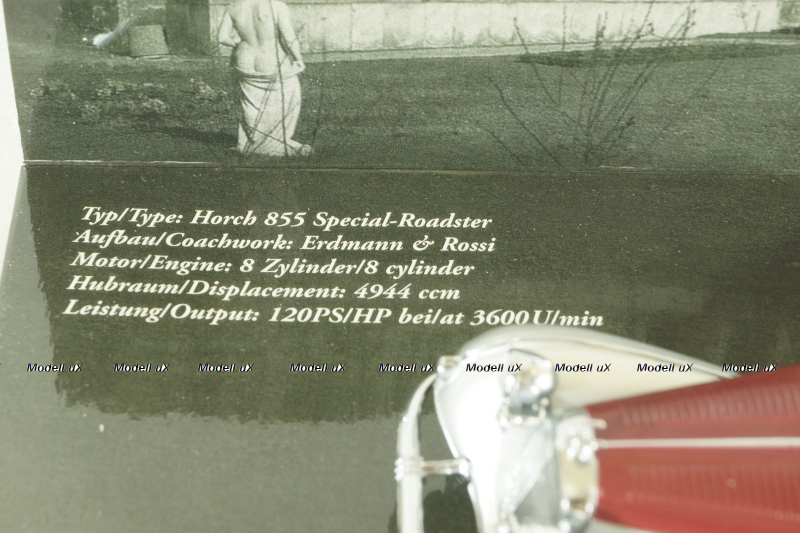 Typ/Type: Horch 855 Special-Roadster
Aufbau/Coachwork: Erdmann & Rossi
Motor/Engine: 8 Zylinder/8 cylinder
Hubraum/Displacement: 4944 ccm
Leistung/Output: 120PS/HP bei/at 3600U/min
Modell uX Modell uX Modell uX Modell uX Modell uX Modell uX Modell uX Modell uX Modell uX